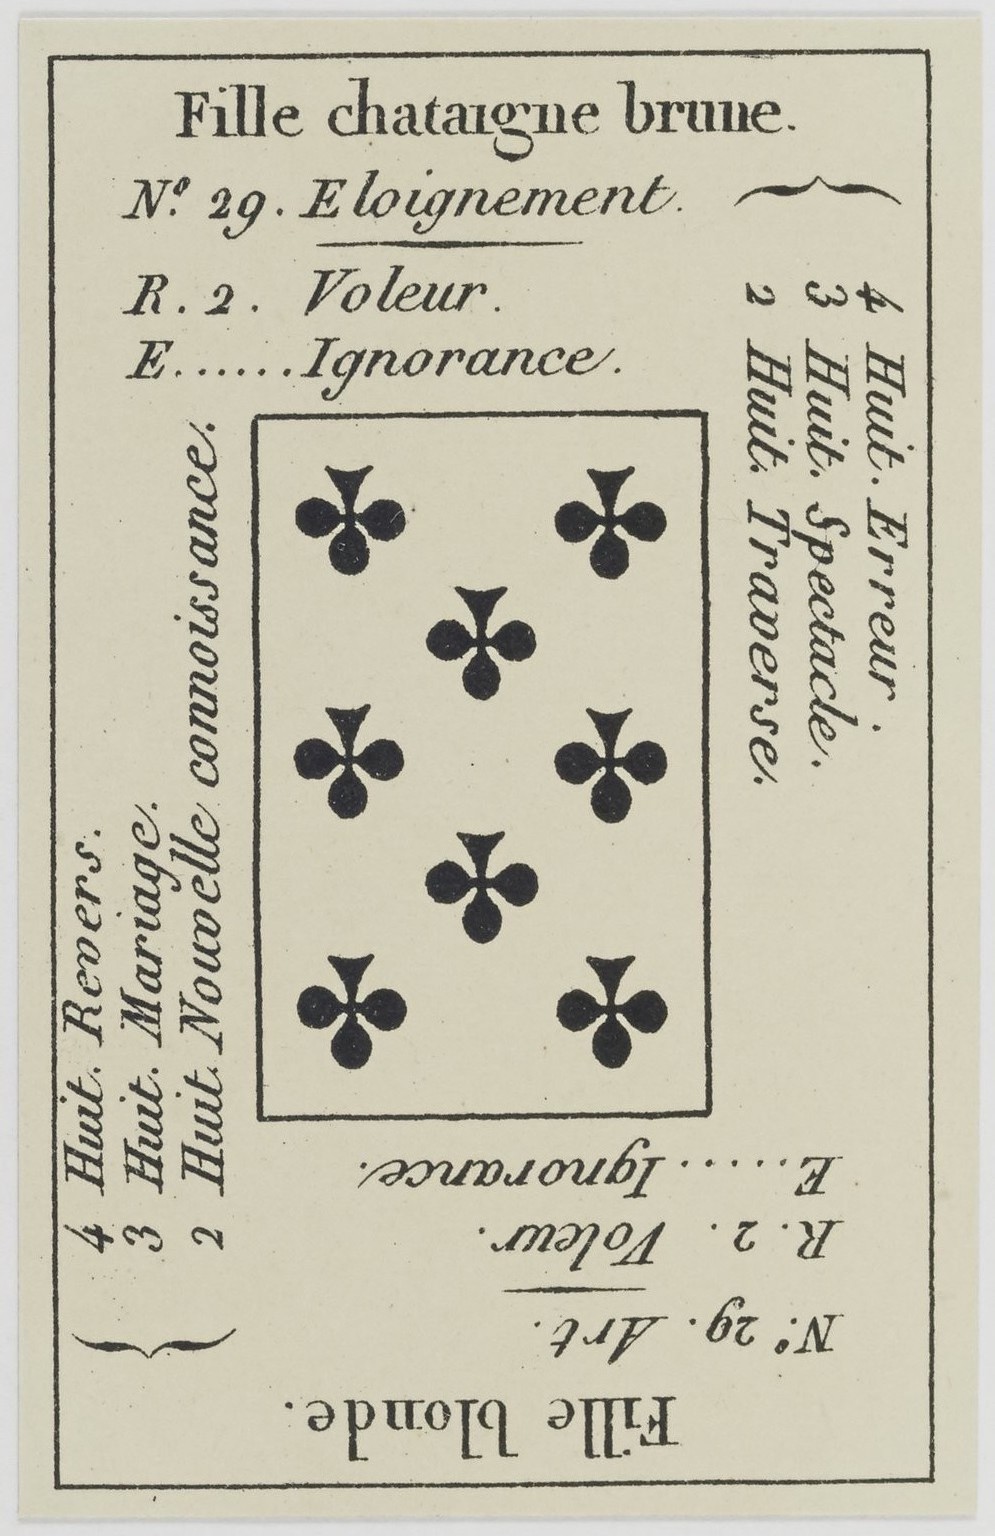 Fille chataigne brune.
N.º 29. Eloignement.
R. 2. Voleur.
E......Ignorance.
4 Huit. Erreur.
3 Huit. Spectacle.
2 Huit. Traverse.
4 Huit. Revers.
3 Huit. Mariage.
2 Huit. Nouvelle connoissance.
Fille blonde.
N.º 29. Art.
R. 2. Voleur.
E......Ignorance.